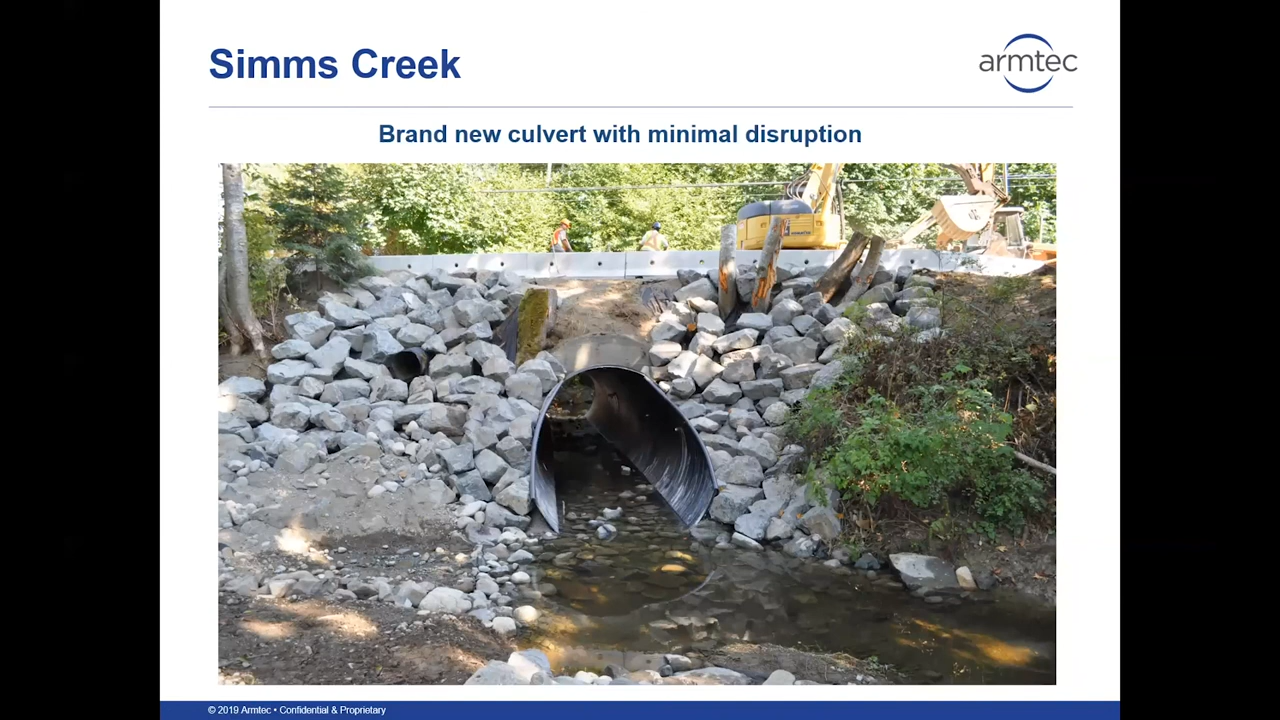 Simms Creek
armtec
Brand new culvert with minimal disruption
© 2019 Armtec • Confidential & Proprietary